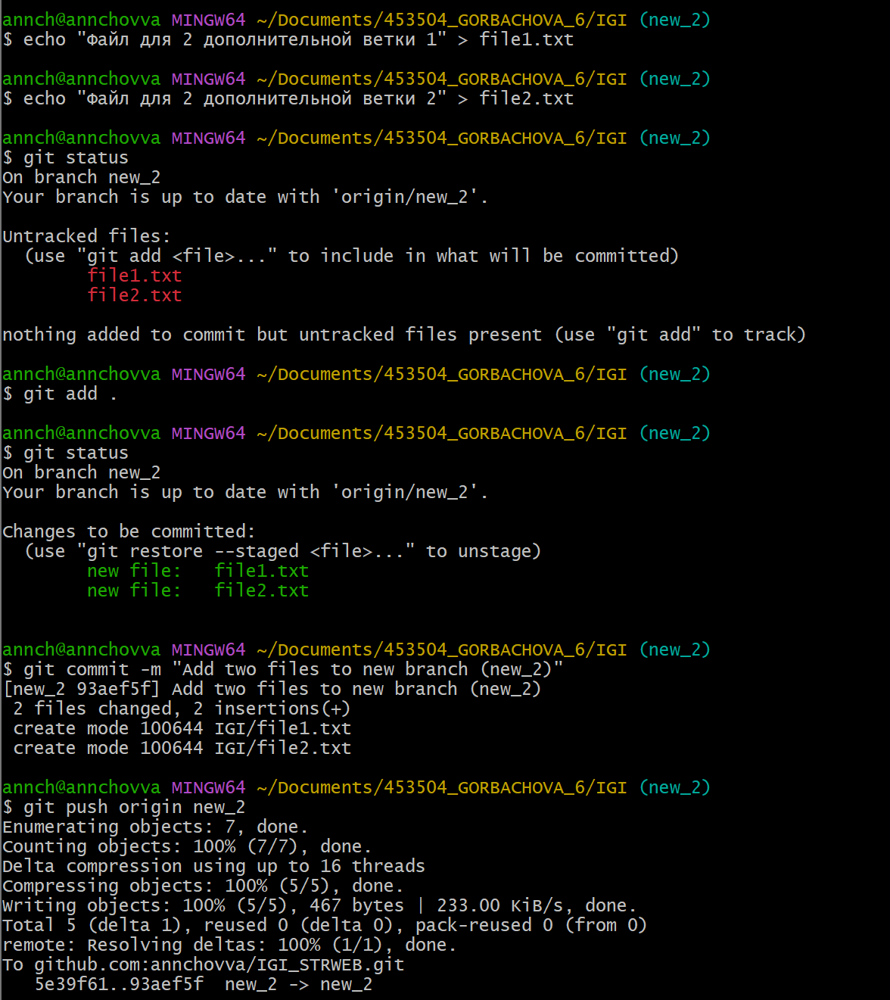 annch@annchovva MINGW64 ~/Documents/453504_GORBACHOVA_6/IGI (new_2)
$ echo "Файл для 2 дополнительной ветки 1" > file1.txt

annch@annchovva MINGW64 ~/Documents/453504_GORBACHOVA_6/IGI (new_2)
$ echo "Файл для 2 дополнительной ветки 2" > file2.txt

annch@annchovva MINGW64 ~/Documents/453504_GORBACHOVA_6/IGI (new_2)
$ git status
On branch new_2
Your branch is up to date with 'origin/new_2'.

Untracked files:
  (use "git add <file>..." to include in what will be committed)
        file1.txt
        file2.txt

nothing added to commit but untracked files present (use "git add" to track)

annch@annchovva MINGW64 ~/Documents/453504_GORBACHOVA_6/IGI (new_2)
$ git add .

annch@annchovva MINGW64 ~/Documents/453504_GORBACHOVA_6/IGI (new_2)
$ git status
On branch new_2
Your branch is up to date with 'origin/new_2'.

Changes to be committed:
  (use "git restore --staged <file>..." to unstage)
        new file:   file1.txt
        new file:   file2.txt

annch@annchovva MINGW64 ~/Documents/453504_GORBACHOVA_6/IGI (new_2)
$ git commit -m "Add two files to new branch (new_2)"
[new_2 93aef5f] Add two files to new branch (new_2)
 2 files changed, 2 insertions(+)
 create mode 100644 IGI/file1.txt
 create mode 100644 IGI/file2.txt

annch@annchovva MINGW64 ~/Documents/453504_GORBACHOVA_6/IGI (new_2)
$ git push origin new_2
Enumerating objects: 7, done.
Counting objects: 100% (7/7), done.
Delta compression using up to 16 threads
Compressing objects: 100% (5/5), done.
Writing objects: 100% (5/5), 467 bytes | 233.00 KiB/s, done.
Total 5 (delta 1), reused 0 (delta 0), pack-reused 0 (from 0)
remote: Resolving deltas: 100% (1/1), done.
To github.com:annchovva/IGI_STRWEB.git
   5e39f61..93aef5f  new_2 -> new_2